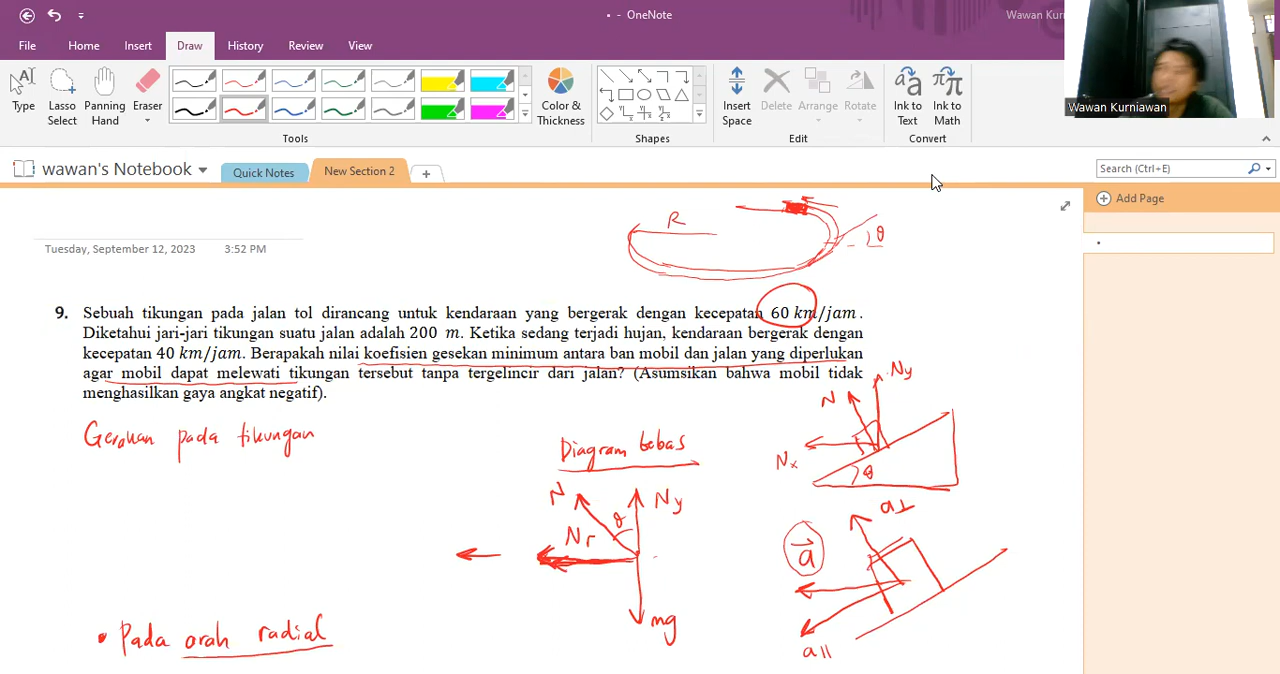 OneNote
Wawan Kur
File
Home
Insert
Draw
History
Review
View
Type
Lasso Select
Panning Hand
Eraser
Color & Thickness
Insert Space
Delete
Arrange
Rotate
Ink to Text
Ink to Math
Tools
Shapes
Edit
Convert
Wawan Kurniawan
wawan's Notebook
Quick Notes
New Section 2
Search (Ctrl+E)
Add Page
Tuesday, September 12, 2023 3:52 PM
R
θ
9. Sebuah tikungan pada jalan tol dirancang untuk kendaraan yang bergerak dengan kecepatan 60 km/jam.
Diketahui jari-jari tikungan suatu jalan adalah 200 m. Ketika sedang terjadi hujan, kendaraan bergerak dengan
kecepatan 40 km/jam. Berapakah nilai koefisien gesekan minimum antara ban mobil dan jalan yang diperlukan
agar mobil dapat melewati tikungan tersebut tanpa tergelincir dari jalan? (Asumsikan bahwa mobil tidak
menghasilkan gaya angkat negatif).
Gerakan pada tikungan
Diagram bebas
N
Ny
θ
Nr
mg
N
Ny
Nx
θ
a⊥
a
a||
• Pada arah radial